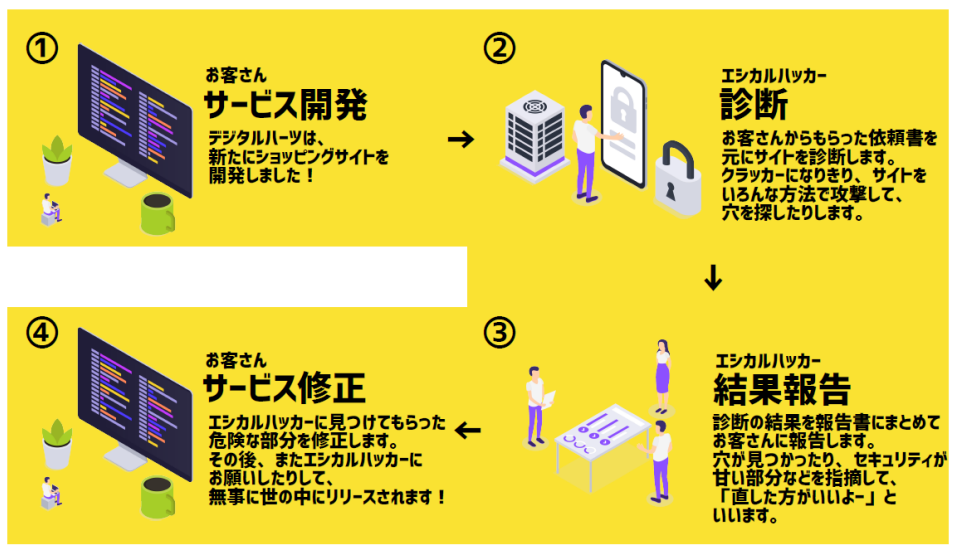 ①
お客さん
サービス開発
デジタルハーツは、
新たにショッピングサイトを
開発しました！
→
②
エシカルハッカー
診断
お客さんからもらった依頼書を
元にサイトを診断します。
クラッカーになりきり、サイトを
いろんな方法で攻撃して、
穴を探したりします。
↓
③
エシカルハッカー
結果報告
診断の結果を報告書にまとめて
お客さんに報告します。
穴が見つかったり、セキュリティが
甘い部分などを指摘して、
「直した方がいいよー」と
いいます。
←
④
お客さん
サービス修正
エシカルハッカーに見つけてもらった
危険な部分を修正します。
その後、またエシカルハッカーに
お願いしたりして、
無事に世の中にリリースされます！